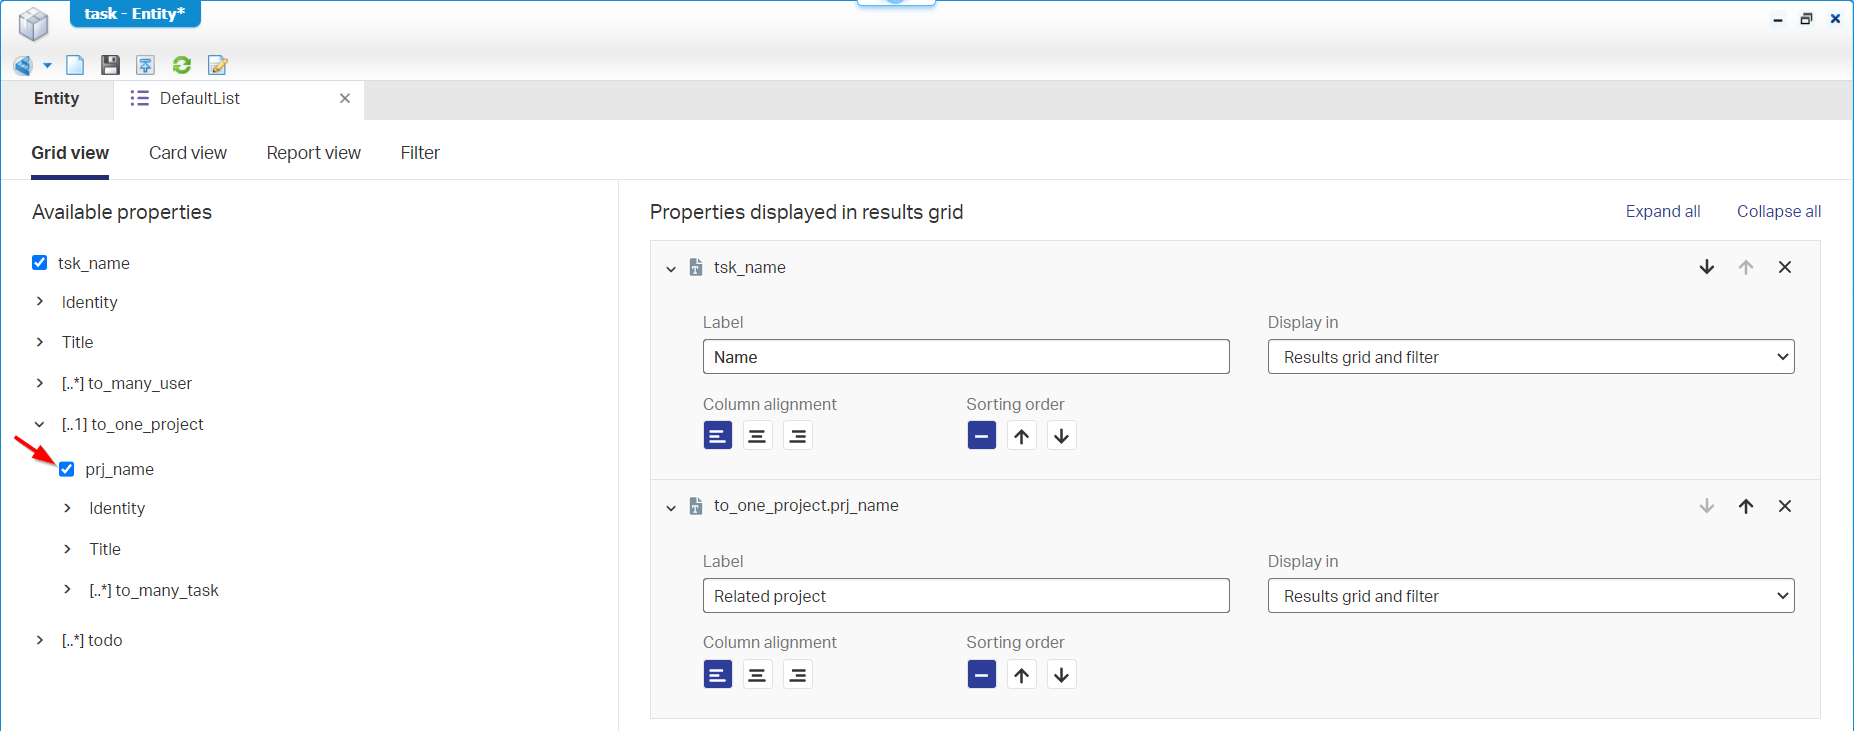 task - Entity*
Entity
DefaultList
Grid view
Card view
Report view
Filter
Available properties
tsk_name
Identity
Title
[..*] to_many_user
[..1] to_one_project
prj_name
Identity
Title
[..*] to_many_task
[..*] todo
Properties displayed in results grid
Expand all
Collapse all
tsk_name
Label
Display in
Name
Results grid and filter
Column alignment
Sorting order
to_one_project.prj_name
Label
Display in
Related project
Results grid and filter
Column alignment
Sorting order